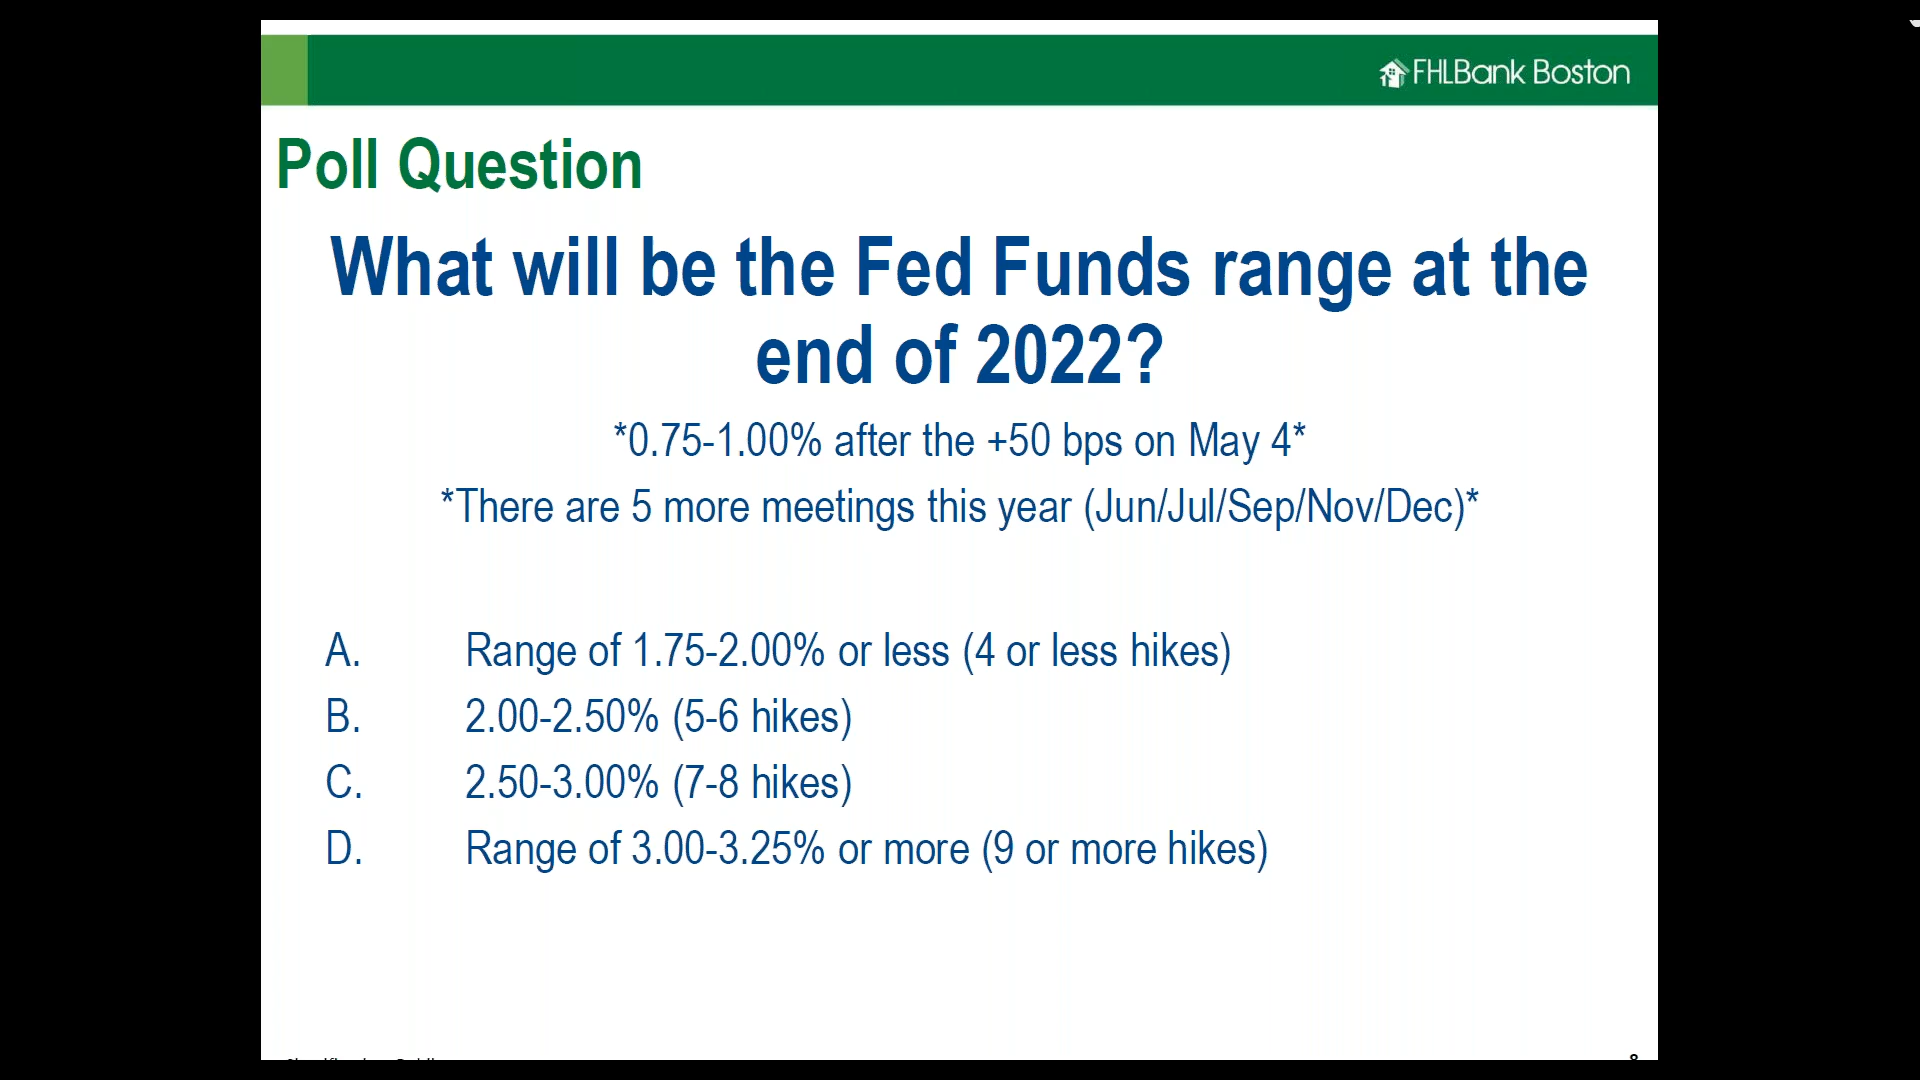 FHLBank Boston
Poll Question
What will be the Fed Funds range at the
end of 2022?
*0.75-1.00% after the +50 bps on May 4*
*There are 5 more meetings this year (Jun/Jul/Sep/Nov/Dec)*
A. Range of 1.75-2.00% or less (4 or less hikes)
B. 2.00-2.50% (5-6 hikes)
C. 2.50-3.00% (7-8 hikes)
D. Range of 3.00-3.25% or more (9 or more hikes)